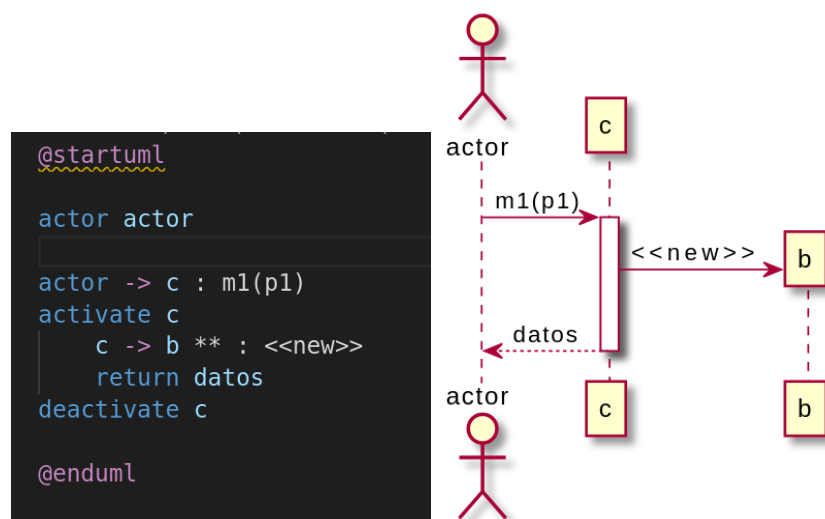 @startuml
actor actor
actor -> c : m1(p1)
activate c
c -> b ** : <<new>>
return datos
deactivate c
@enduml
actor
c
m1(p1)
<<new>>
b
datos
actor
c
b